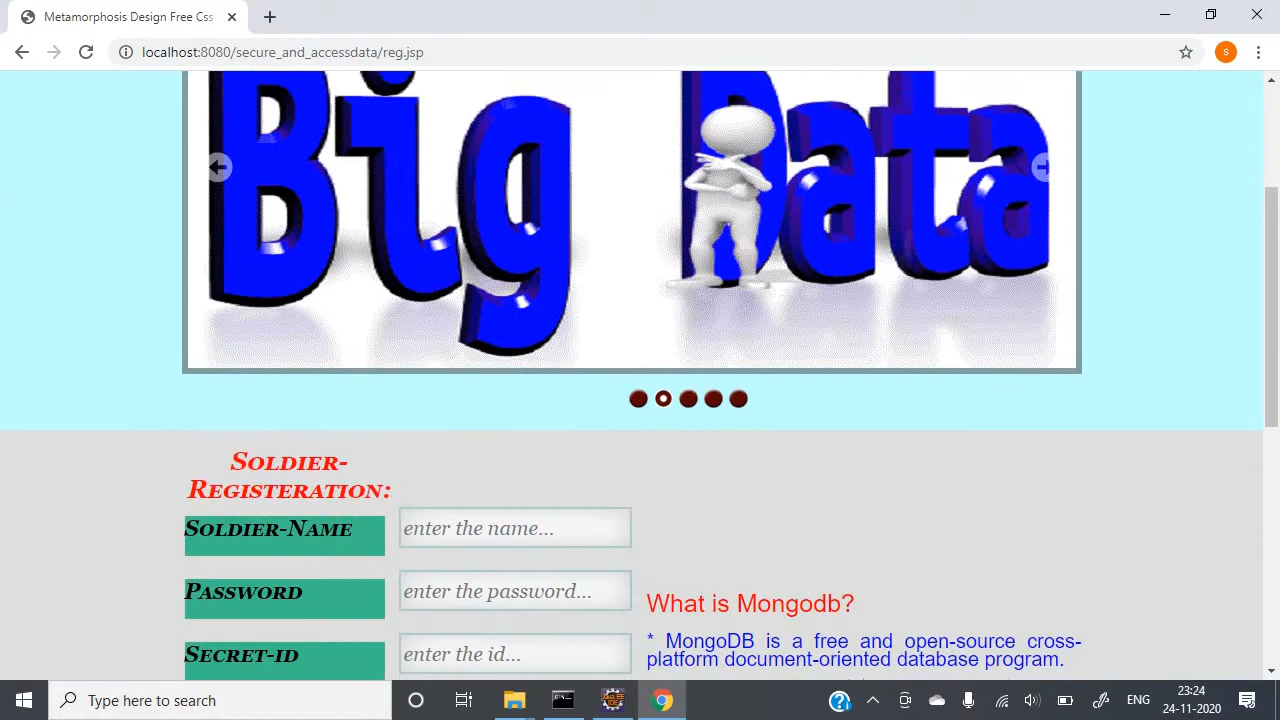 Metamorphosis Design Free Css
localhost:8080/secure_and_accessdata/reg.jsp
S
Big Data
Soldier-
Registeration:
Soldier-Name
enter the name...
Password
enter the password...
Secret-id
enter the id...
What is Mongodb?
* MongoDB is a free and open-source cross-
platform document-oriented database program.
Type here to search
ENG
23:24
24-11-2020